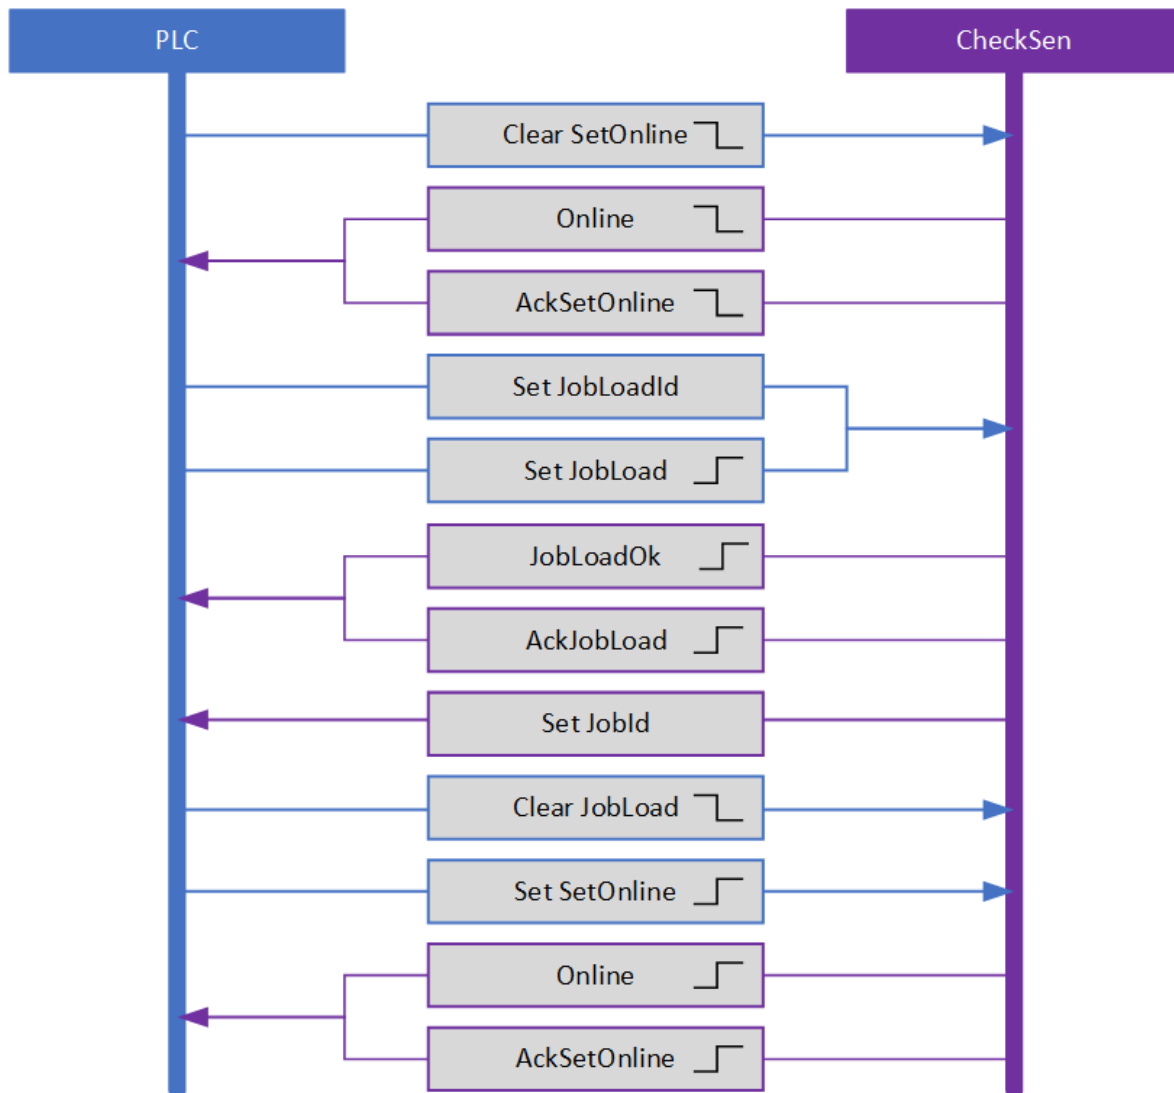 PLC
CheckSen
Clear SetOnline
Online
AckSetOnline
Set JobLoadId
Set JobLoad
JobLoadOk
AckJobLoad
Set JobId
Clear JobLoad
Set SetOnline
Online
AckSetOnline